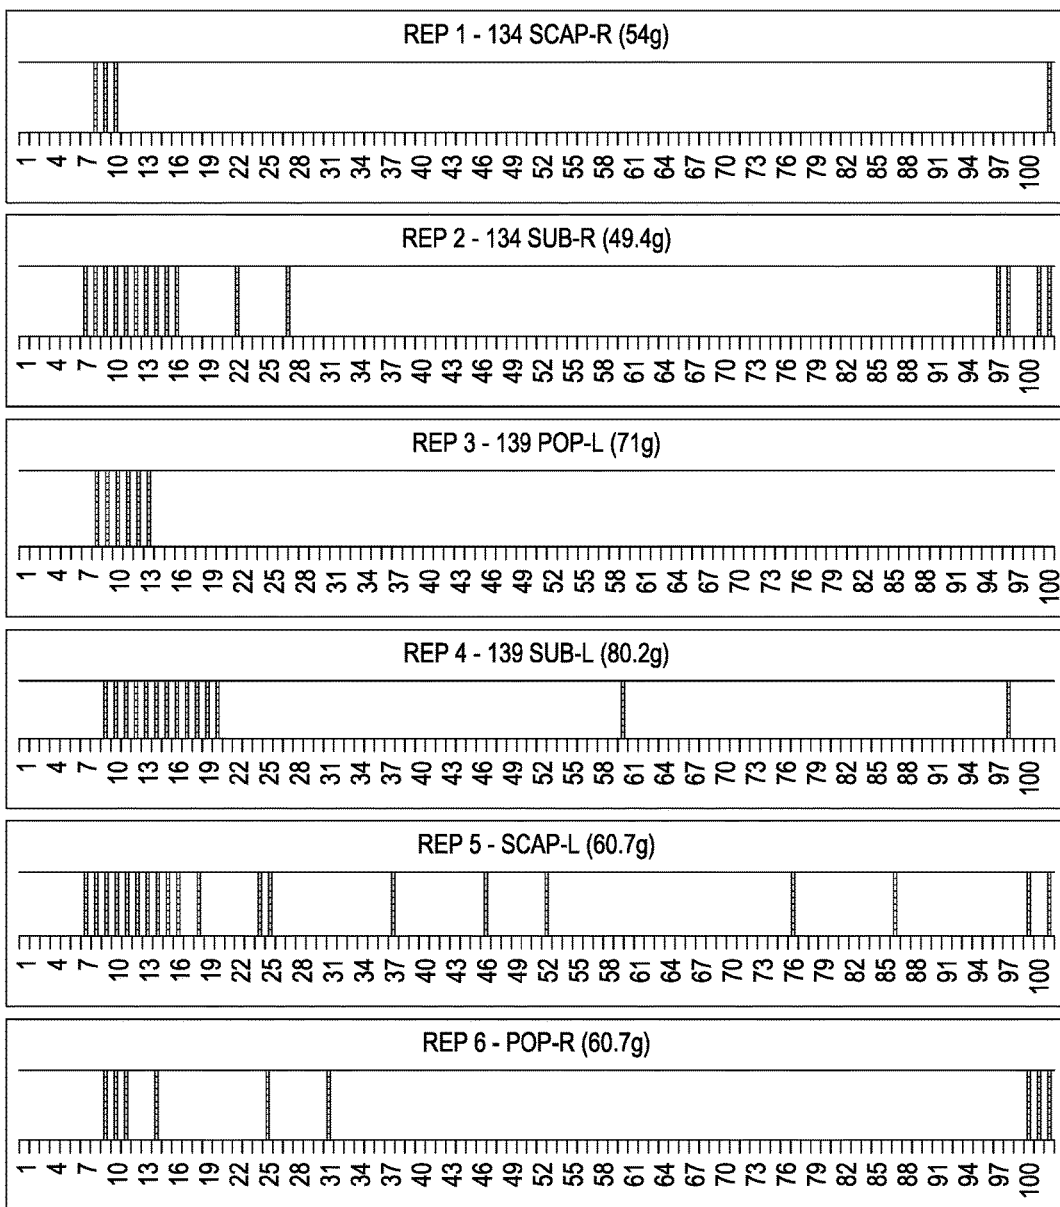 REP 1 - 134 SCAP-R (54g)
1 4 7 10 13 16 19 22 25 28 31 34 37 40 43 46 49 52 55 58 61 64 67 70 73 76 79 82 85 88 91 94 97 100
REP 2 - 134 SUB-R (49.4g)
1 4 7 10 13 16 19 22 25 28 31 34 37 40 43 46 49 52 55 58 61 64 67 70 73 76 79 82 85 88 91 94 97 100
REP 3 - 139 POP-L (71g)
1 4 7 10 13 16 19 22 25 28 31 34 37 40 43 46 49 52 55 58 61 64 67 70 73 76 79 82 85 88 91 94 97 100
REP 4 - 139 SUB-L (80.2g)
1 4 7 10 13 16 19 22 25 28 31 34 37 40 43 46 49 52 55 58 61 64 67 70 73 76 79 82 85 88 91 94 97 100
REP 5 - SCAP-L (60.7g)
1 4 7 10 13 16 19 22 25 28 31 34 37 40 43 46 49 52 55 58 61 64 67 70 73 76 79 82 85 88 91 94 97 100
REP 6 - POP-R (60.7g)
1 4 7 10 13 16 19 22 25 28 31 34 37 40 43 46 49 52 55 58 61 64 67 70 73 76 79 82 85 88 91 94 97 100